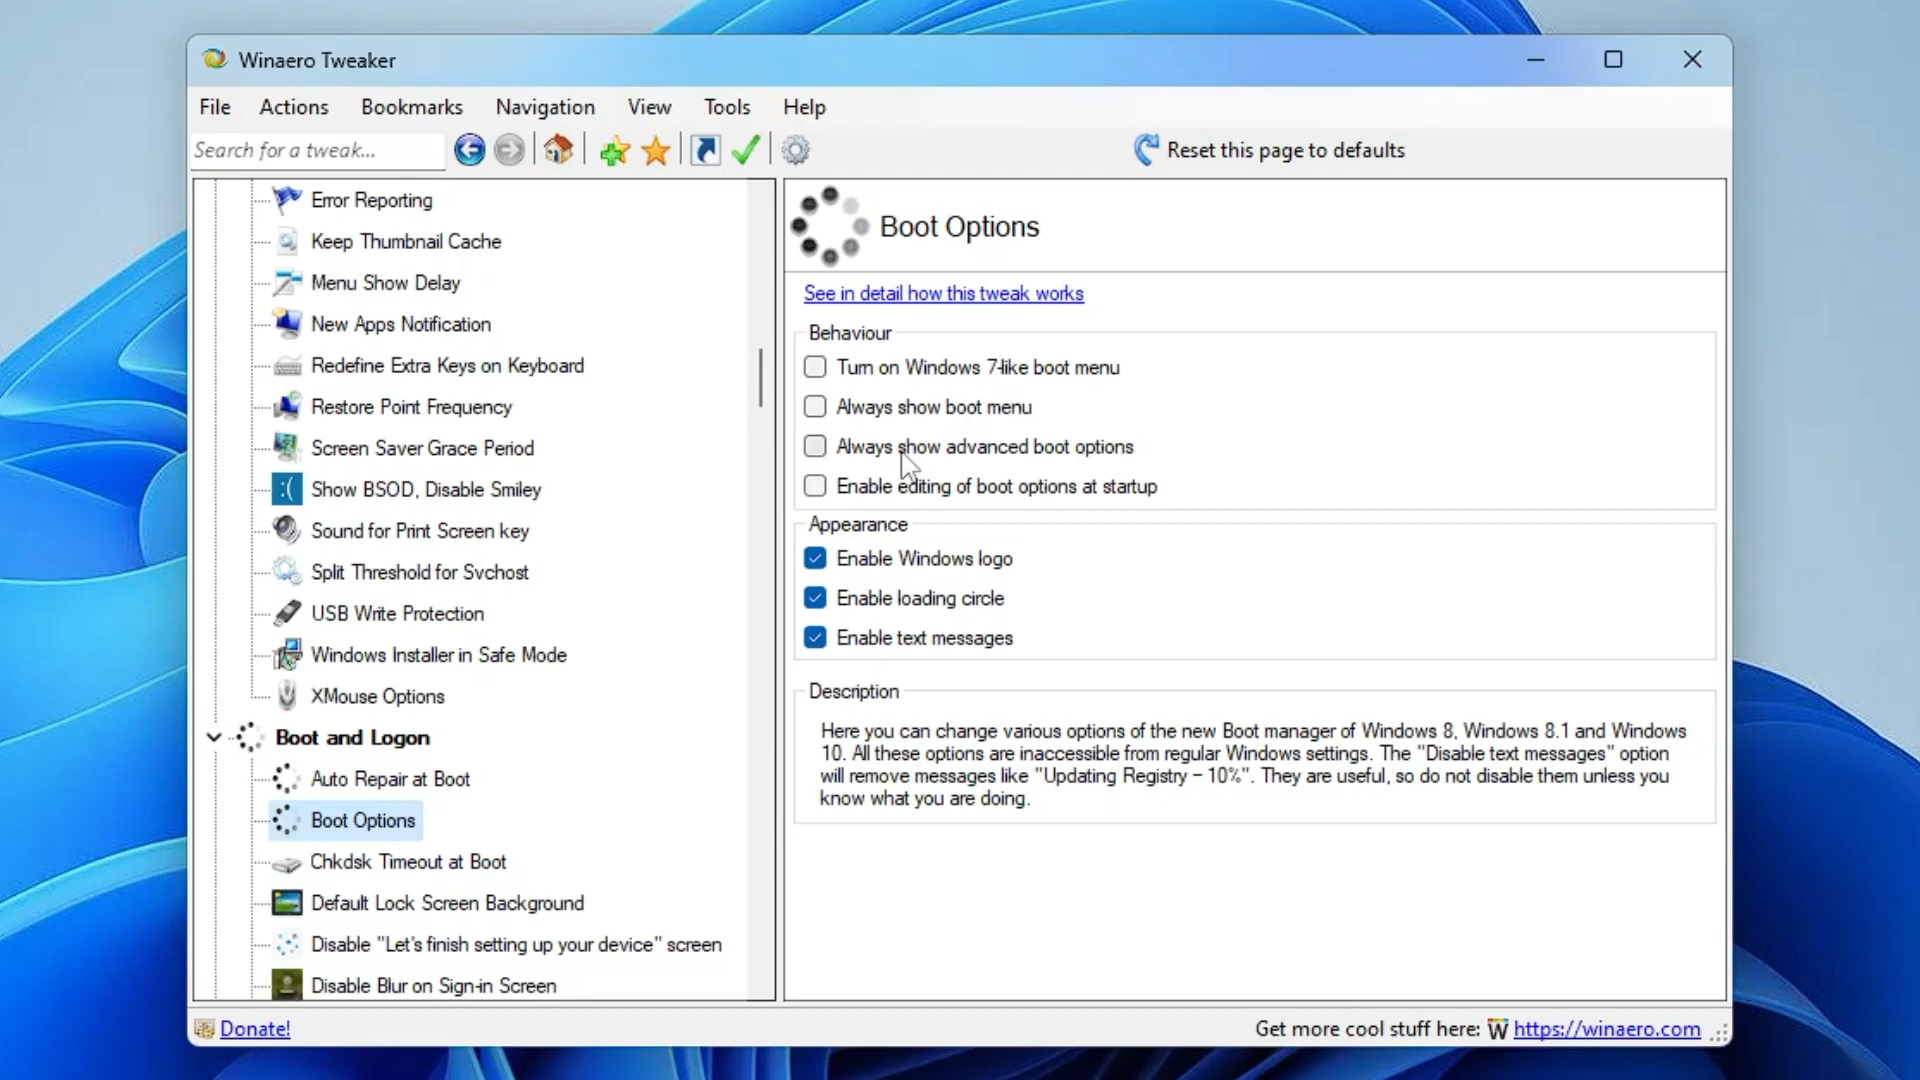 Winaero Tweaker
File Actions Bookmarks Navigation View Tools Help
Search for a tweak...
Reset this page to defaults
Error Reporting
Keep Thumbnail Cache
Menu Show Delay
New Apps Notification
Redefine Extra Keys on Keyboard
Restore Point Frequency
Screen Saver Grace Period
:( Show BSOD, Disable Smiley
Sound for Print Screen key
Split Threshold for Svchost
USB Write Protection
Windows Installer in Safe Mode
XMouse Options
Boot and Logon
Auto Repair at Boot
Boot Options
Chkdsk Timeout at Boot
Default Lock Screen Background
Disable "Let's finish setting up your device" screen
Disable Blur on Sign-in Screen
Boot Options
See in detail how this tweak works
Behaviour
Turn on Windows 7-like boot menu
Always show boot menu
Always show advanced boot options
Enable editing of boot options at startup
Appearance
Enable Windows logo
Enable loading circle
Enable text messages
Description
Here you can change various options of the new Boot manager of Windows 8, Windows 8.1 and Windows
10. All these options are inaccessible from regular Windows settings. The "Disable text messages" option
will remove messages like "Updating Registry – 10%". They are useful, so do not disable them unless you
know what you are doing.
Donate!
Get more cool stuff here: W https://winaero.com